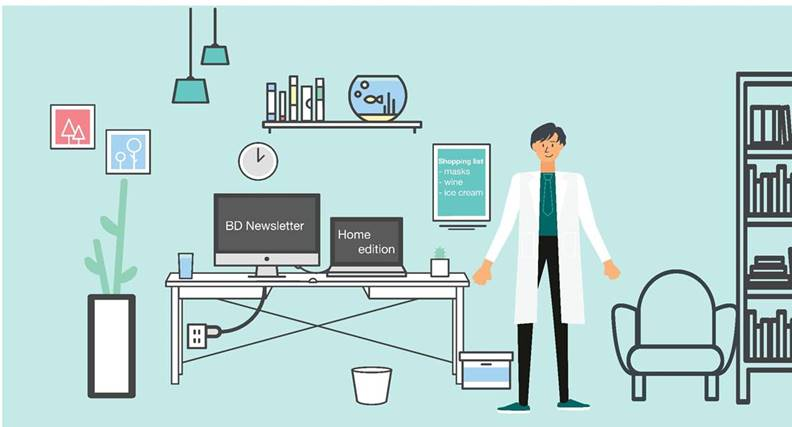 Shopping list
- masks
- wine
- ice cream
BD Newsletter
Home
edition